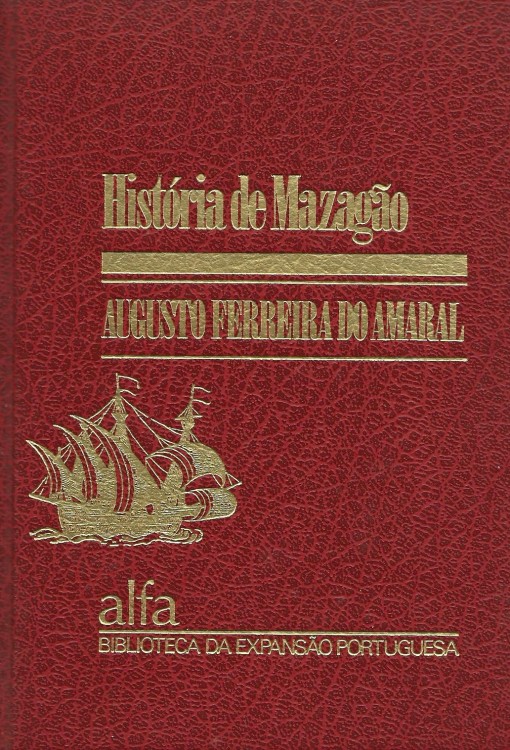 História de Mazagão
AUGUSTO FERREIRA DO AMARAL
alfa
BIBLIOTECA DA EXPANSÃO PORTUGUESA